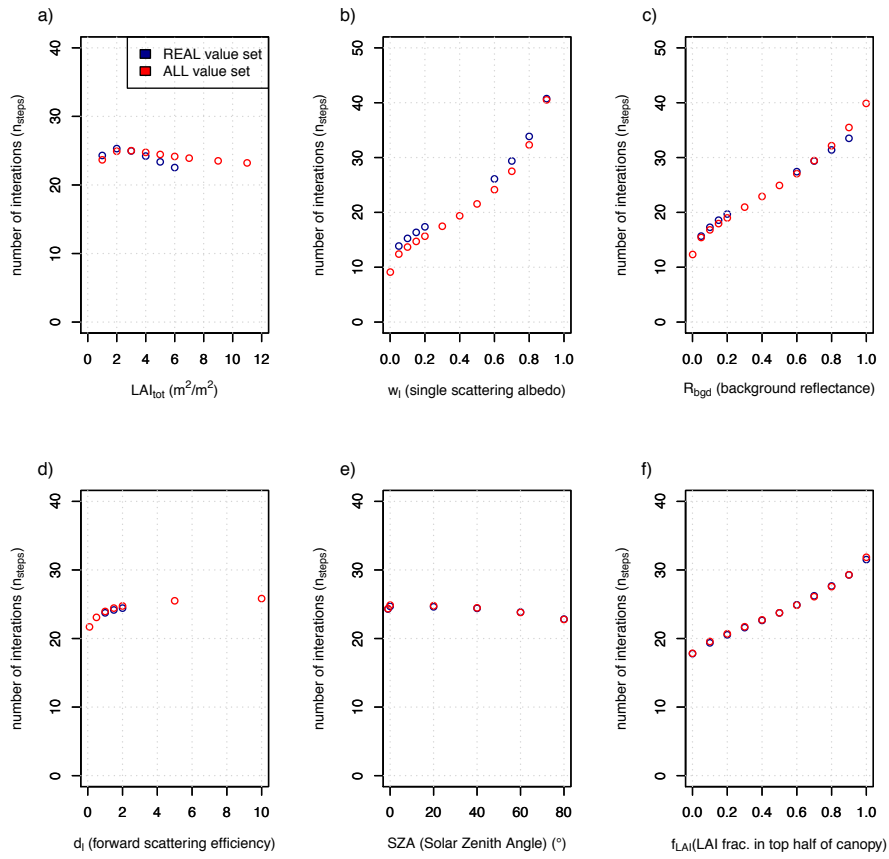 a)
b)
c)
REAL value set
ALL value set
number of interations (nsteps)
0 10 20 30 40
0 2 4 6 8 10 12
LAItot (m²/m²)
number of interations (nsteps)
0 10 20 30 40 50
0.0 0.2 0.4 0.6 0.8 1.0
wl (single scattering albedo)
number of interations (nsteps)
0 10 20 30 40 50
0.0 0.2 0.4 0.6 0.8 1.0
Rbgd (background reflectance)
d)
e)
f)
number of interations (nsteps)
0 10 20 30 40
0 2 4 6 8 10
dl (forward scattering efficiency)
number of interations (nsteps)
0 10 20 30 40
0 20 40 60 80
SZA (Solar Zenith Angle) (°)
number of interations (nsteps)
0 10 20 30 40
0.0 0.2 0.4 0.6 0.8 1.0
fLAI(LAI frac. in top half of canopy)